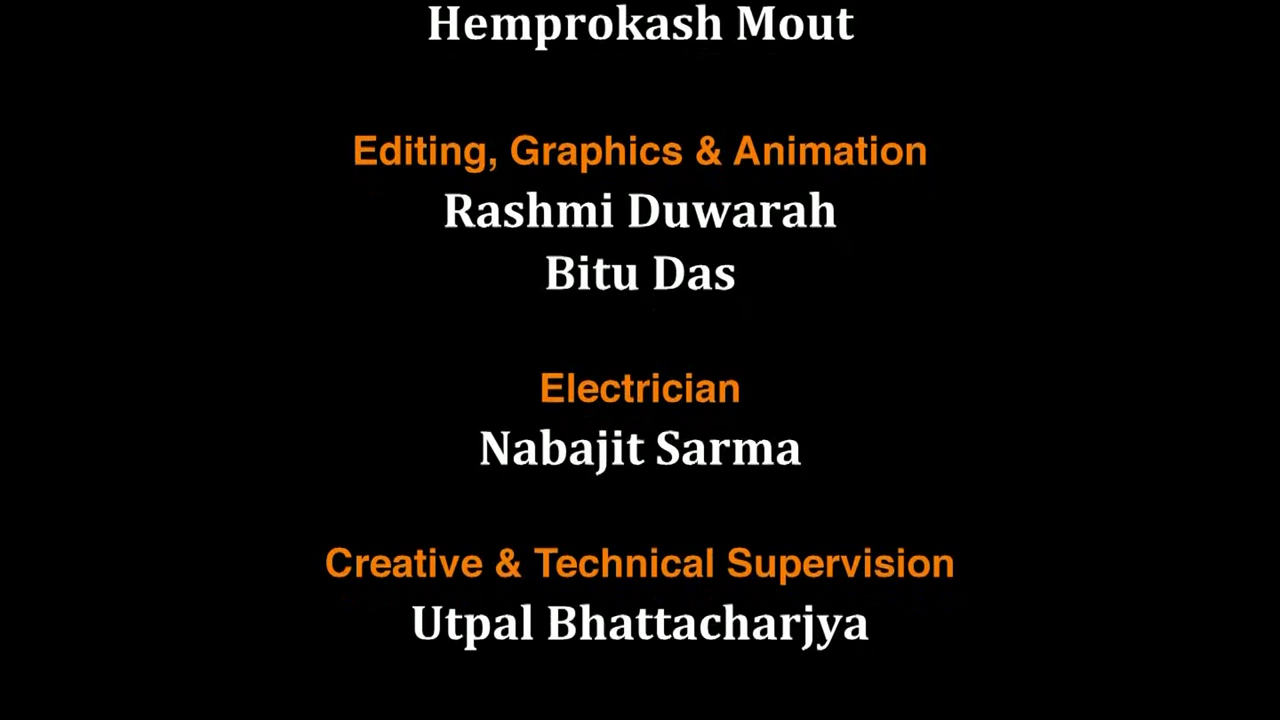 Hemprokash Mout
Editing, Graphics & Animation
Rashmi Duwarah
Bitu Das
Electrician
Nabajit Sarma
Creative & Technical Supervision
Utpal Bhattacharjya